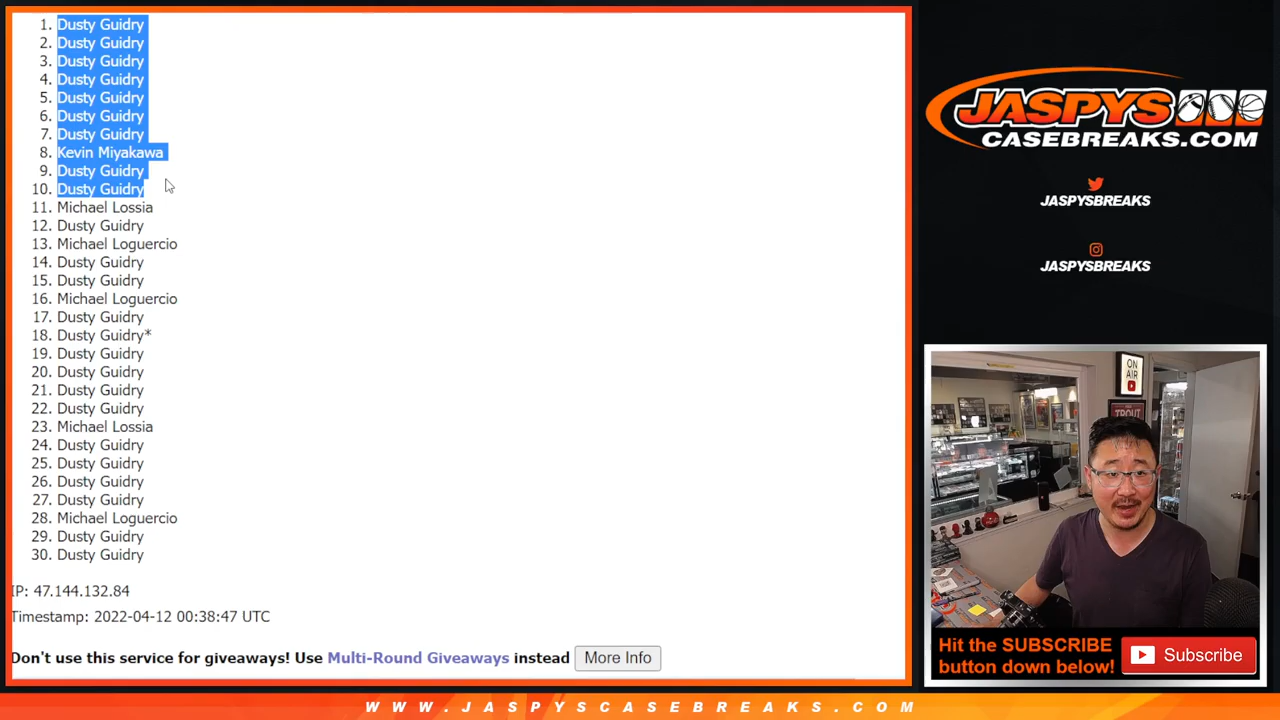 1. Dusty Guidry
2. Dusty Guidry
3. Dusty Guidry
4. Dusty Guidry
5. Dusty Guidry
6. Dusty Guidry
7. Dusty Guidry
8. Kevin Miyakawa
9. Dusty Guidry
10. Dusty Guidry
11. Michael Lossia
12. Dusty Guidry
13. Michael Loguercio
14. Dusty Guidry
15. Dusty Guidry
16. Michael Loguercio
17. Dusty Guidry
18. Dusty Guidry*
19. Dusty Guidry
20. Dusty Guidry
21. Dusty Guidry
22. Dusty Guidry
23. Michael Lossia
24. Dusty Guidry
25. Dusty Guidry
26. Dusty Guidry
27. Dusty Guidry
28. Michael Loguercio
29. Dusty Guidry
30. Dusty Guidry
IP: 47.144.132.84
Timestamp: 2022-04-12 00:38:47 UTC
Don't use this service for giveaways! Use Multi-Round Giveaways instead More Info
JASPYS
CASEBREAKS.COM
JASPYSBREAKS
JASPYSBREAKS
ON
AIR
TROUT
Hit the SUBSCRIBE
button down below!
Subscribe
WWW.JASPYSCASEBREAKS.COM